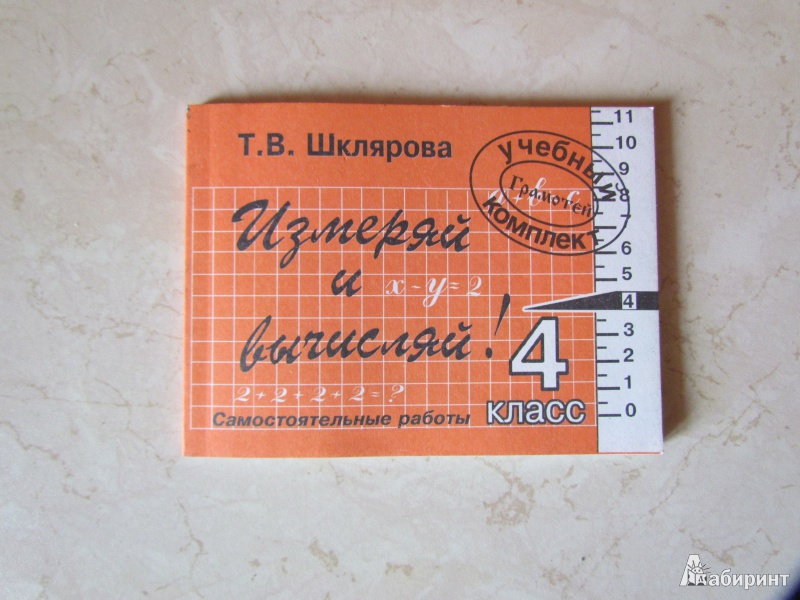 Т.В. Шклярова
учебный
Грамотей
комплект
Измеряй
и
x - y = 2
вычисляй!
2 + 2 + 2 + 2 = ?
Самостоятельные работы
4
класс
11
10
9
8
7
6
5
4
3
2
1
0
Лабиринт